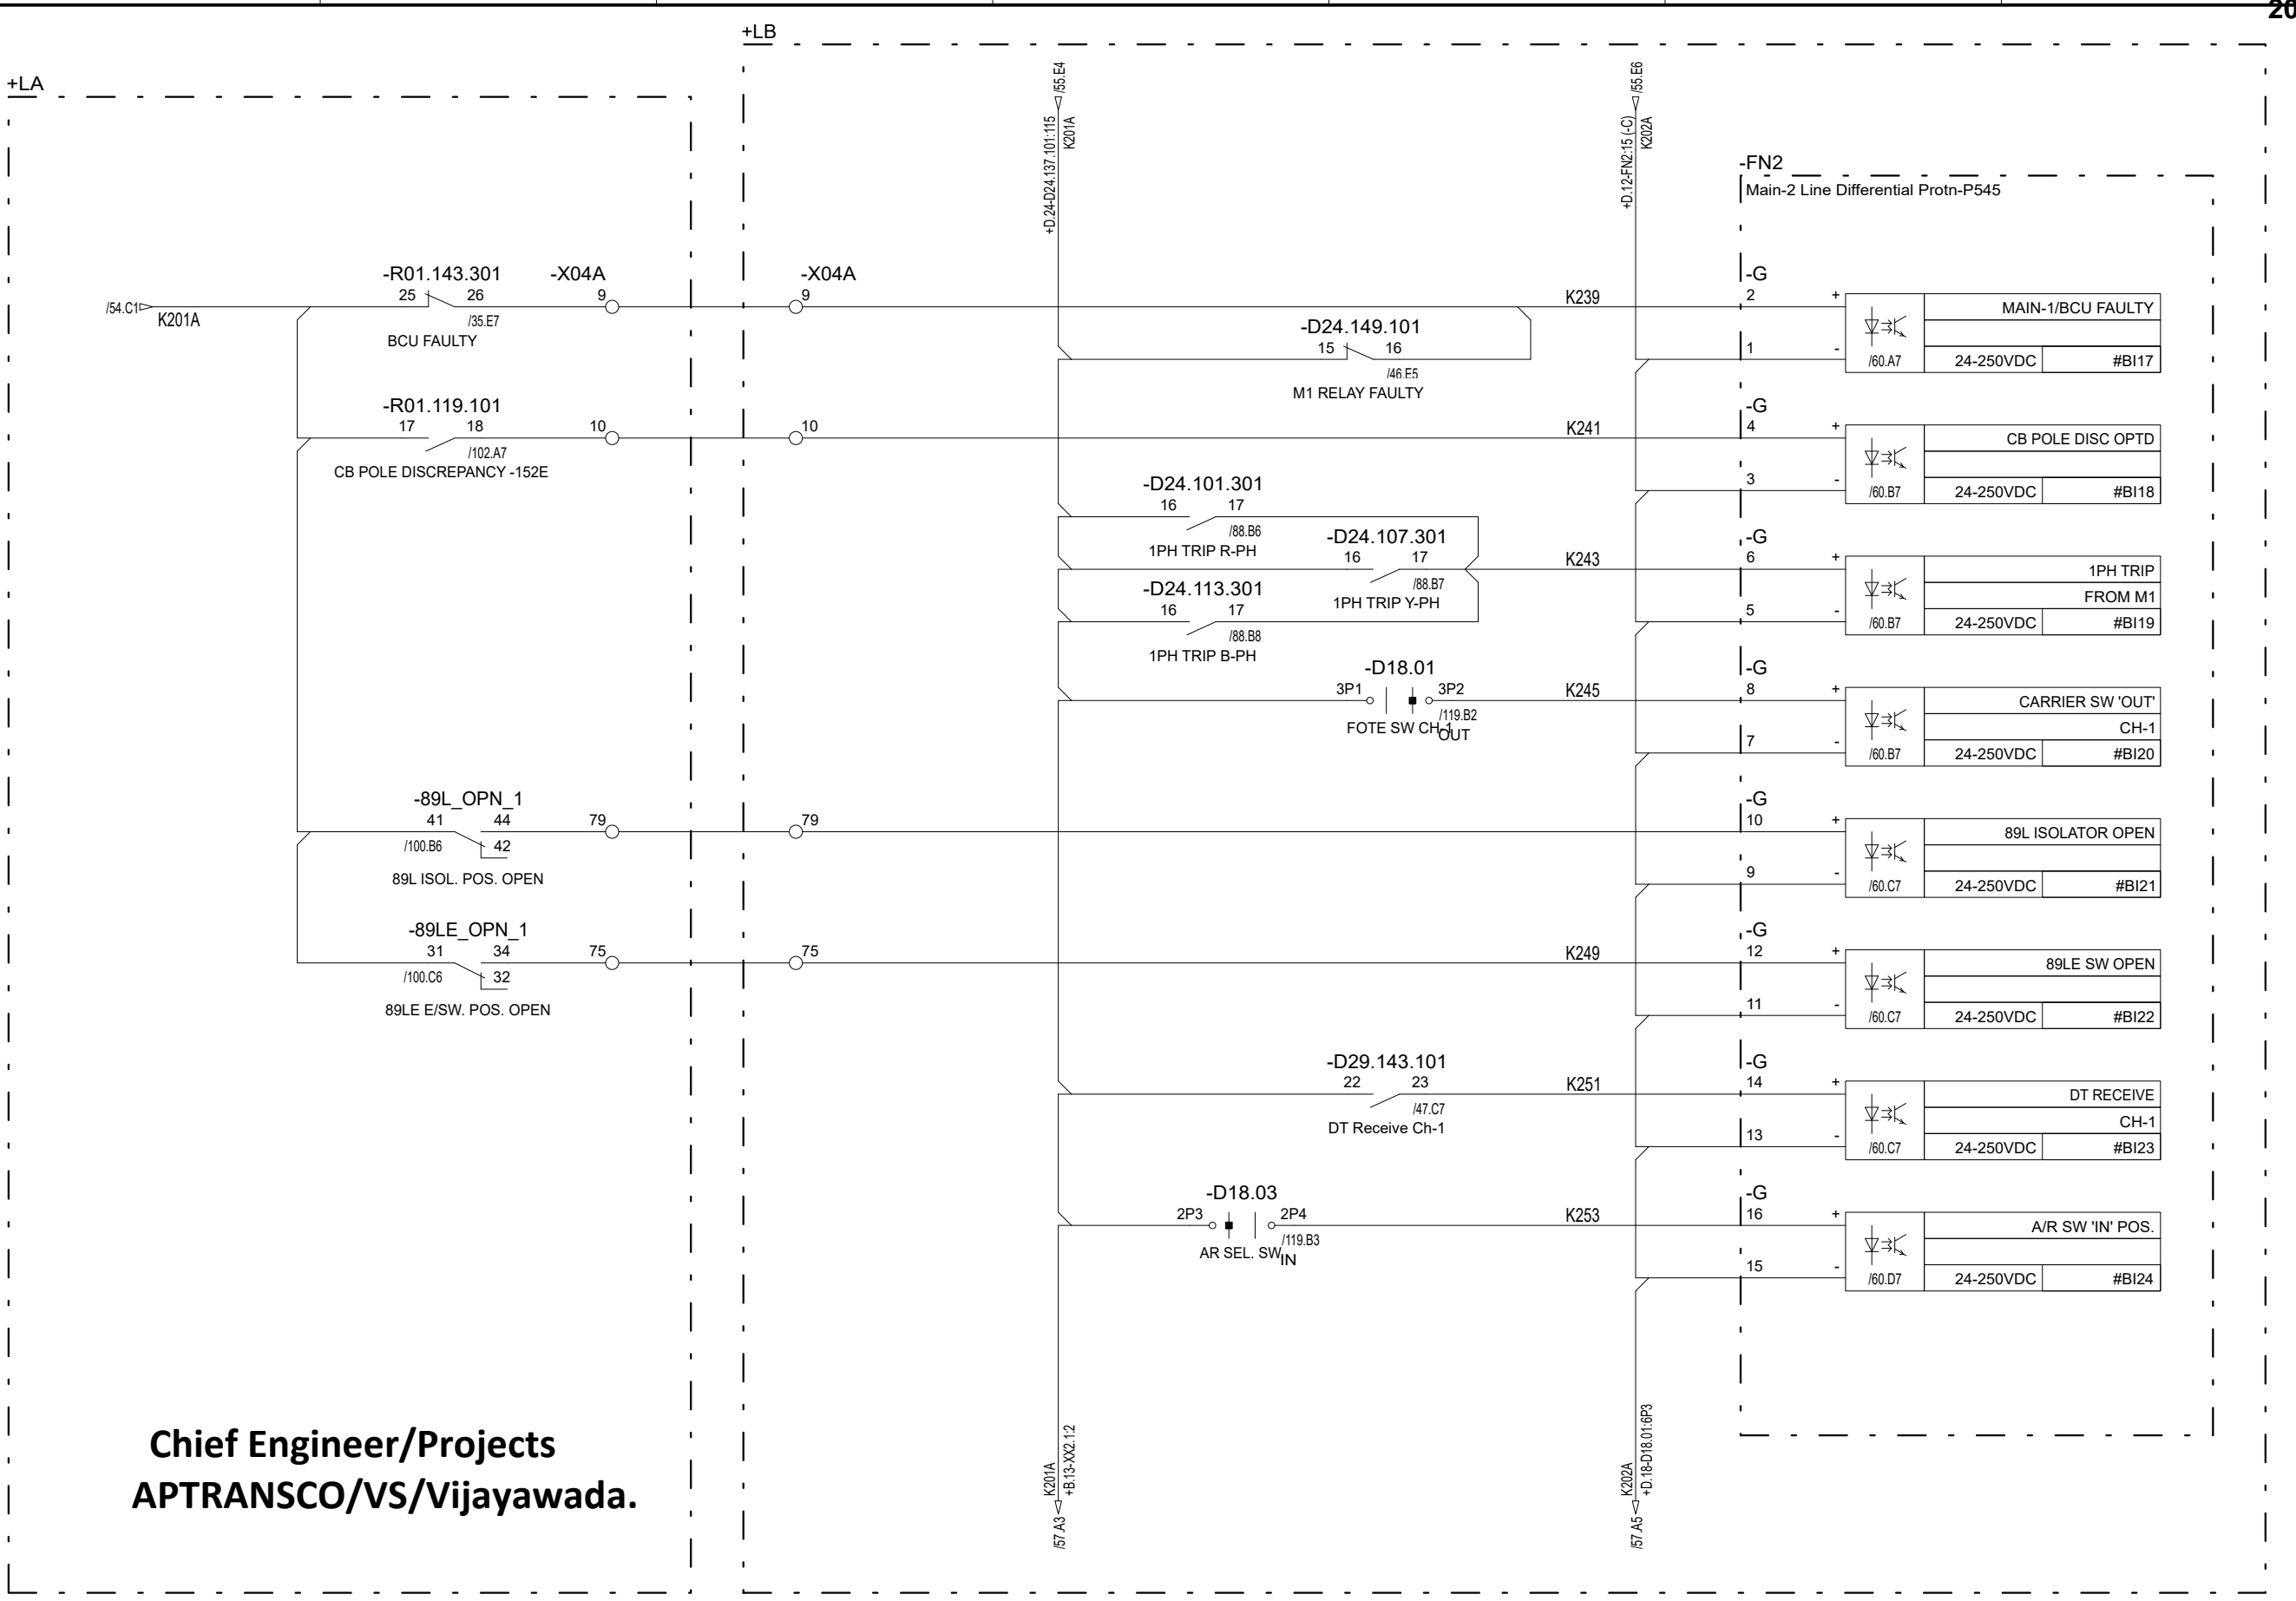 20
+LB
+LA
/55.E4
K201A
+D.24-D24.137.101:115
/55.E6
K202A
+D.12-FN2:15 (-C)
-FN2
Main-2 Line Differential Protn-P545
/54.C1
K201A
-R01.143.301
25 26
/35.E7
BCU FAULTY
-X04A
9
-X04A
9
K239
-D24.149.101
15 16
/46.E5
M1 RELAY FAULTY
-G
2 +
1 -
/60.A7
MAIN-1/BCU FAULTY
24-250VDC #BI17
-R01.119.101
17 18
/102.A7
CB POLE DISCREPANCY -152E
10
10
K241
-G
4 +
3 -
/60.B7
CB POLE DISC OPTD
24-250VDC #BI18
-D24.101.301
16 17
/88.B6
1PH TRIP R-PH
-D24.107.301
16 17
/88.B7
1PH TRIP Y-PH
-D24.113.301
16 17
/88.B8
1PH TRIP B-PH
K243
-G
6 +
5 -
/60.B7
1PH TRIP
FROM M1
24-250VDC #BI19
-D18.01
3P1 3P2
/119.B2
FOTE SW CH-1
OUT
K245
-G
8 +
7 -
/60.B7
CARRIER SW 'OUT'
CH-1
24-250VDC #BI20
-89L_OPN_1
41 44
/100.B6 42
89L ISOL. POS. OPEN
79
79
-G
10 +
9 -
/60.C7
89L ISOLATOR OPEN
24-250VDC #BI21
-89LE_OPN_1
31 34
/100.C6 32
89LE E/SW. POS. OPEN
75
75
K249
-G
12 +
11 -
/60.C7
89LE SW OPEN
24-250VDC #BI22
-D29.143.101
22 23
/47.C7
DT Receive Ch-1
K251
-G
14 +
13 -
/60.C7
DT RECEIVE
CH-1
24-250VDC #BI23
-D18.03
2P3 2P4
/119.B3
AR SEL. SW
IN
K253
-G
16 +
15 -
/60.D7
A/R SW 'IN' POS.
24-250VDC #BI24
K201A
+B.13-XX2.1:2
/57.A3
K202A
+D.18-D18.01:6P3
/57.A5
Chief Engineer/Projects
APTRANSCO/VS/Vijayawada.